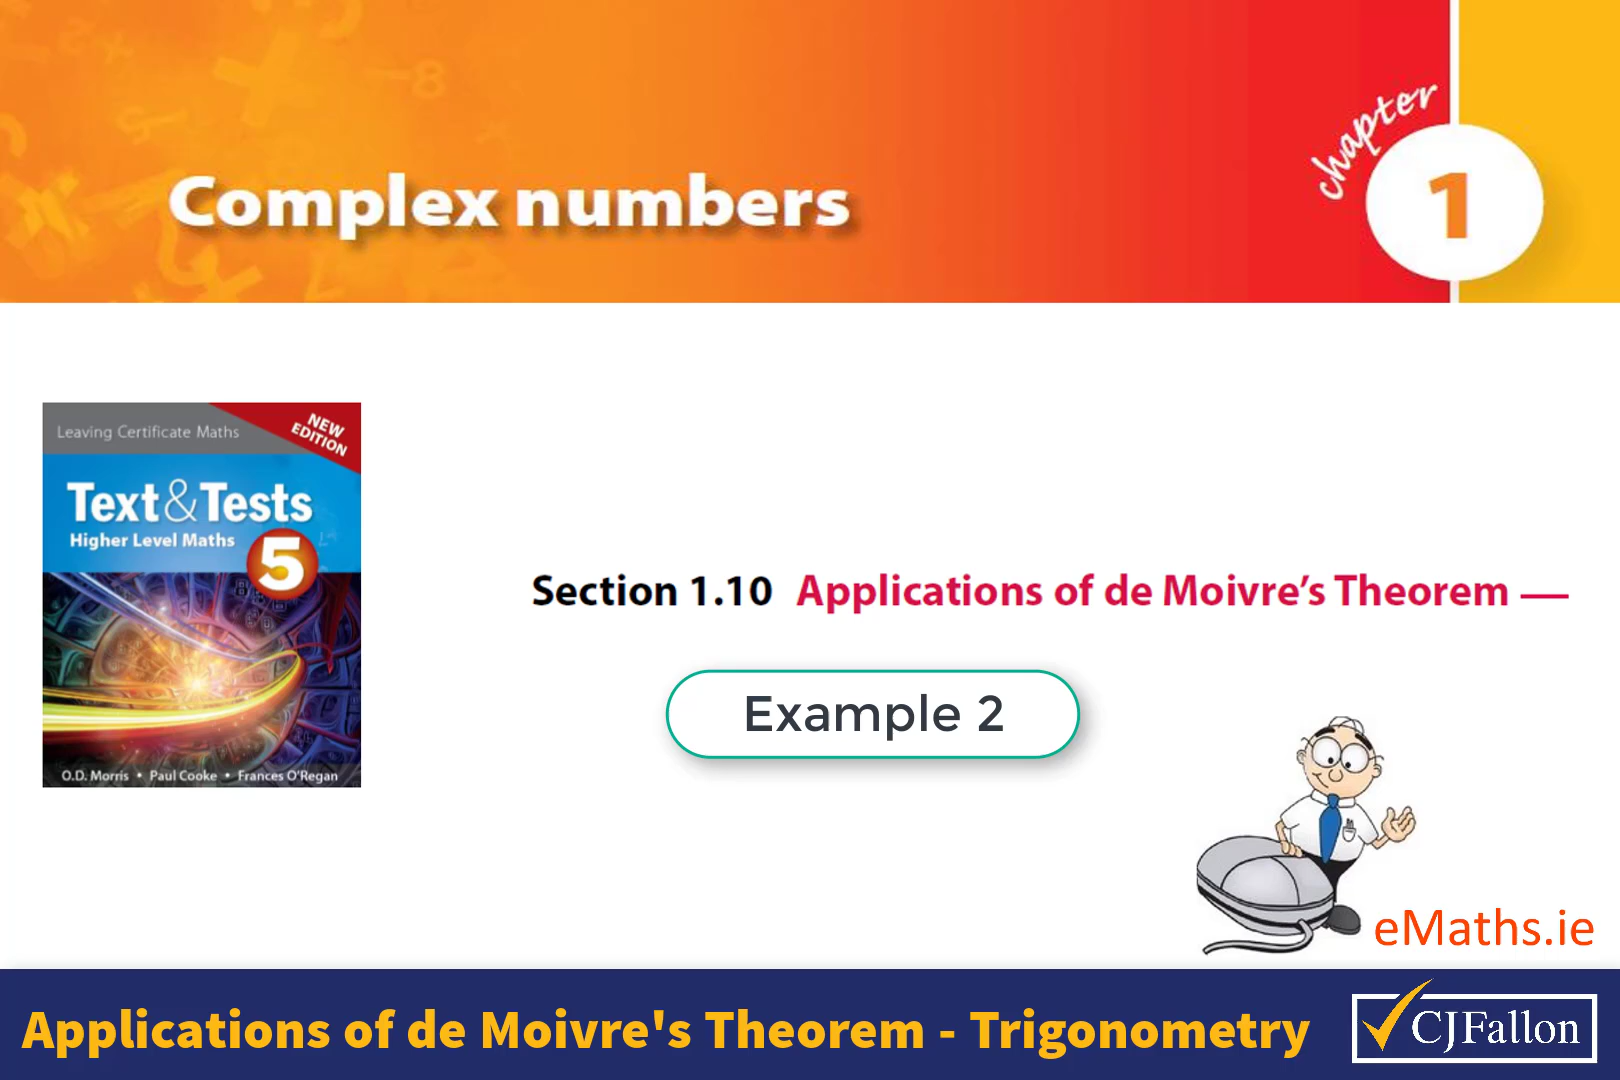 chapter
Complex numbers
1
Leaving Certificate Maths
NEW
EDITION
Text&Tests
Higher Level Maths
5
O.D. Morris • Paul Cooke • Frances O'Regan
Section 1.10 Applications of de Moivre's Theorem —
Example 2
eMaths.ie
Applications of de Moivre's Theorem - Trigonometry
CJFallon